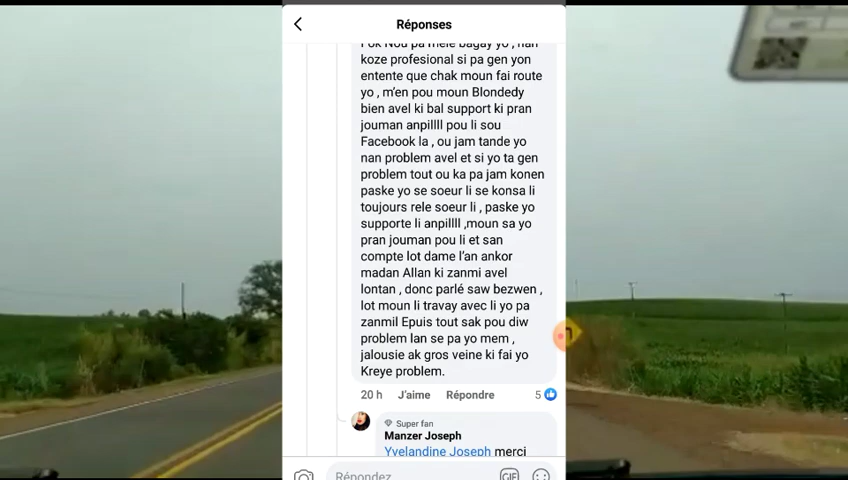 Réponses
koze profesional si pa gen yon
entente que chak moun fai route
yo , m'en pou moun Blondedy
bien avel ki bal support ki pran
jouman anpillll pou li sou
Facebook la , ou jam tande yo
nan problem avel et si yo ta gen
problem tout ou ka pa jam konen
paske yo se soeur li se konsa li
toujours rele soeur li , paske yo
supporte li anpillll ,moun sa yo
pran jouman pou li et san
compte lot dame l'an ankor
madan Allan ki zanmi avel
lontan , donc parlé saw bezwen ,
lot moun li travay avec li yo pa
zanmil Epuis tout sak pou diw
problem lan se pa yo mem ,
jalousie ak gros veine ki fai yo
Kreye problem.
20 h J'aime Répondre 5
Super fan
Manzer Joseph
Yvelandine Joseph merci
Répondez
GIF